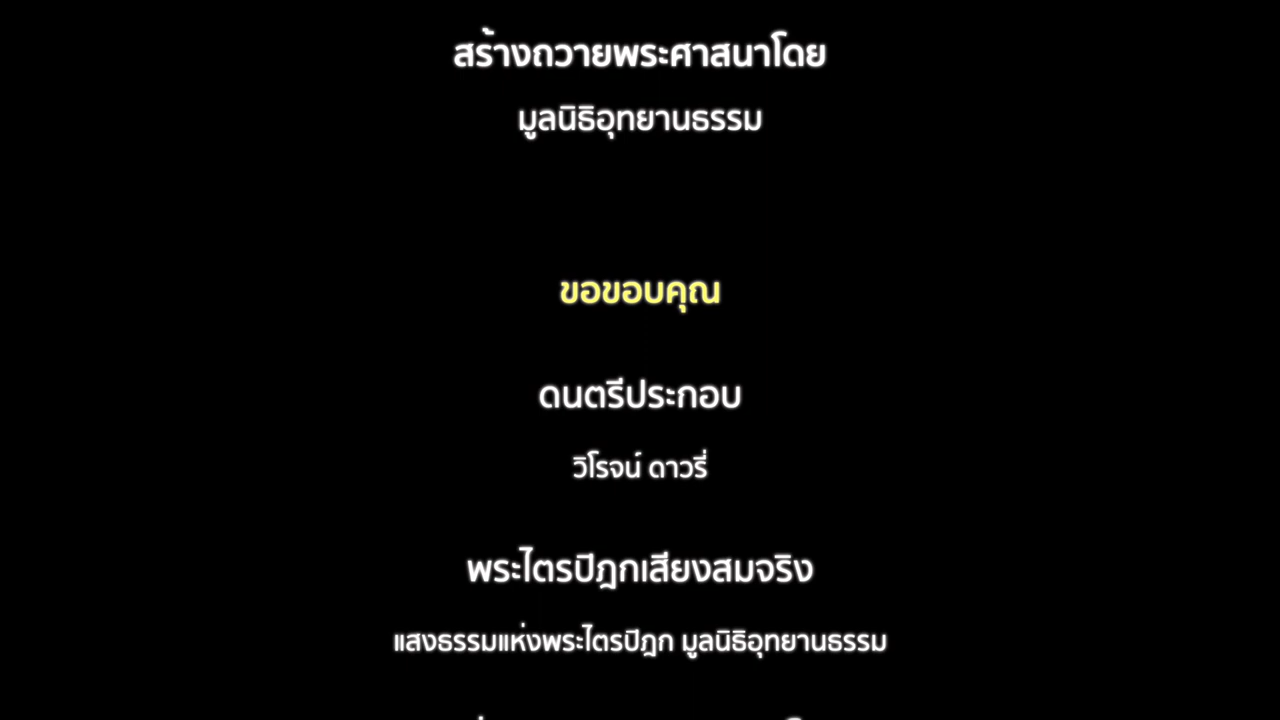 สร้างถวายพระศาสนาโดย
มูลนิธิอุทยานธรรม
ขอขอบคุณ
ดนตรีประกอบ
วิโรจน์ ดาวรี่
พระไตรปิฎกเสียงสมจริง
แสงธรรมแห่งพระไตรปิฎก มูลนิธิอุทยานธรรม